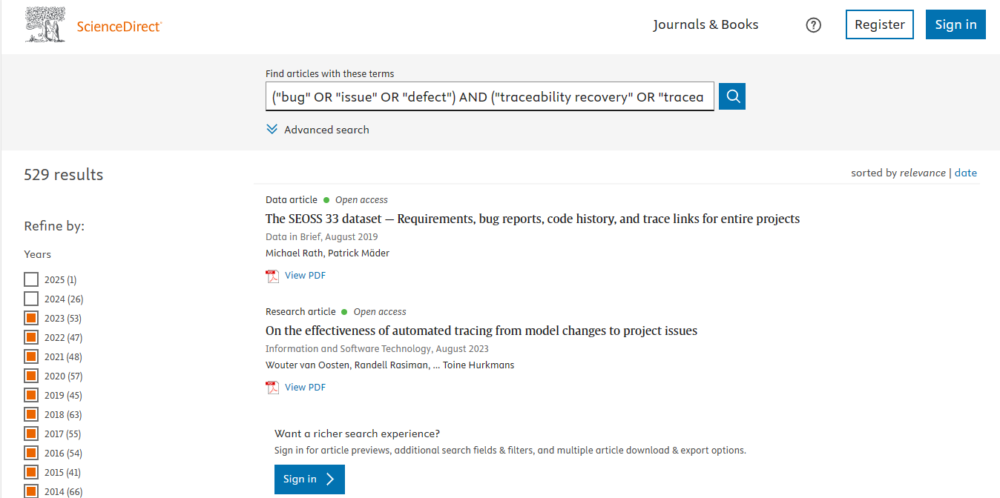 ScienceDirect
Journals & Books
?
Register
Sign in
Find articles with these terms
("bug" OR "issue" OR "defect") AND ("traceability recovery" OR "tracea
Advanced search
529 results
sorted by relevance | date
Refine by:
Years
2025 (1)
2024 (26)
2023 (53)
2022 (47)
2021 (48)
2020 (57)
2019 (45)
2018 (63)
2017 (55)
2016 (54)
2015 (41)
2014 (66)
Data article Open access
The SEOSS 33 dataset — Requirements, bug reports, code history, and trace links for entire projects
Data in Brief, August 2019
Michael Rath, Patrick Mäder
View PDF
Research article Open access
On the effectiveness of automated tracing from model changes to project issues
Information and Software Technology, August 2023
Wouter van Oosten, Randell Rasiman, ... Toine Hurkmans
View PDF
Want a richer search experience?
Sign in for article previews, additional search fields & filters, and multiple article download & export options.
Sign in